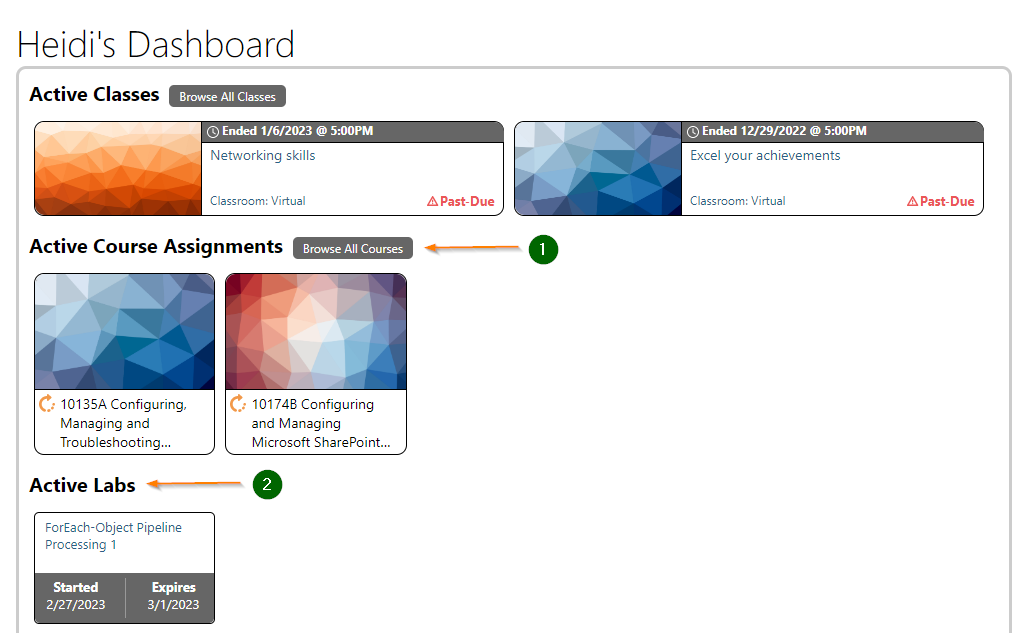 Heidi's Dashboard
Active Classes Browse All Classes
Ended 1/6/2023 @ 5:00PM
Networking skills
Classroom: Virtual Past-Due
Ended 12/29/2022 @ 5:00PM
Excel your achievements
Classroom: Virtual Past-Due
Active Course Assignments Browse All Courses 1
10135A Configuring,
Managing and
Troubleshooting...
10174B Configuring
and Managing
Microsoft SharePoint...
Active Labs 2
ForEach-Object Pipeline
Processing 1
Started Expires
2/27/2023 3/1/2023